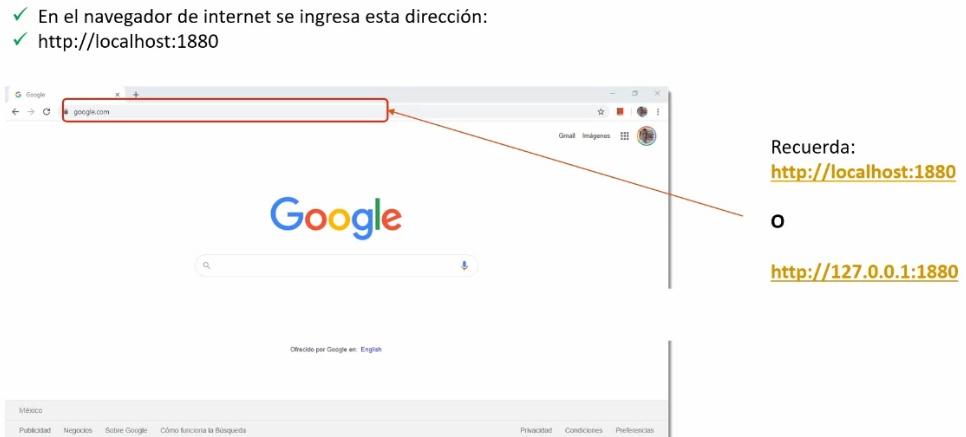 En el navegador de internet se ingresa esta dirección:
http://localhost:1880
Google
google.com
Gmail Imágenes
Recuerda:
http://localhost:1880
O
http://127.0.0.1:1880
Google
Ofrecido por Google en: English
México
Publicidad Negocios Sobre Google Cómo funciona la Búsqueda Privacidad Condiciones Preferencias